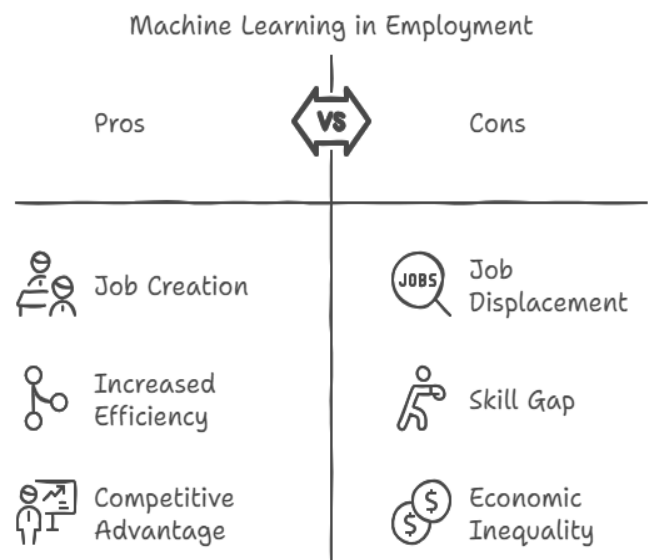 Machine Learning in Employment
Pros
VS
Cons
Job Creation
JOBS
Job
Displacement
Increased
Efficiency
Skill Gap
Competitive
Advantage
$
$
Economic
Inequality